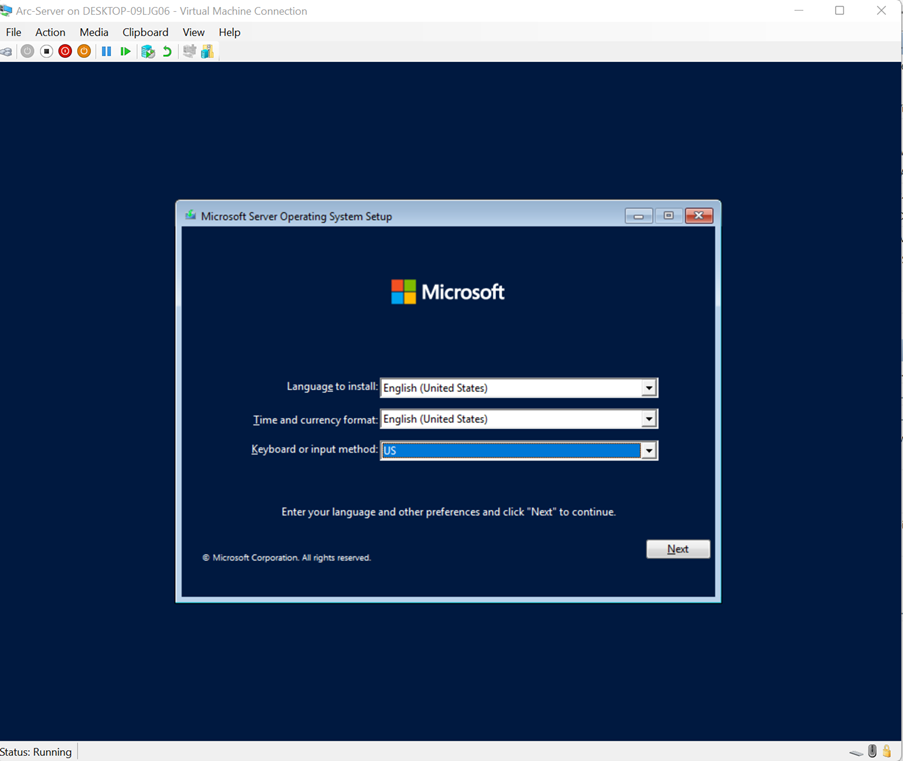 Arc-Server on DESKTOP-09LJG06 - Virtual Machine Connection
File Action Media Clipboard View Help
Microsoft Server Operating System Setup
Microsoft
Language to install: English (United States)
Time and currency format: English (United States)
Keyboard or input method: US
Enter your language and other preferences and click "Next" to continue.
Next
© Microsoft Corporation. All rights reserved.
Status: Running